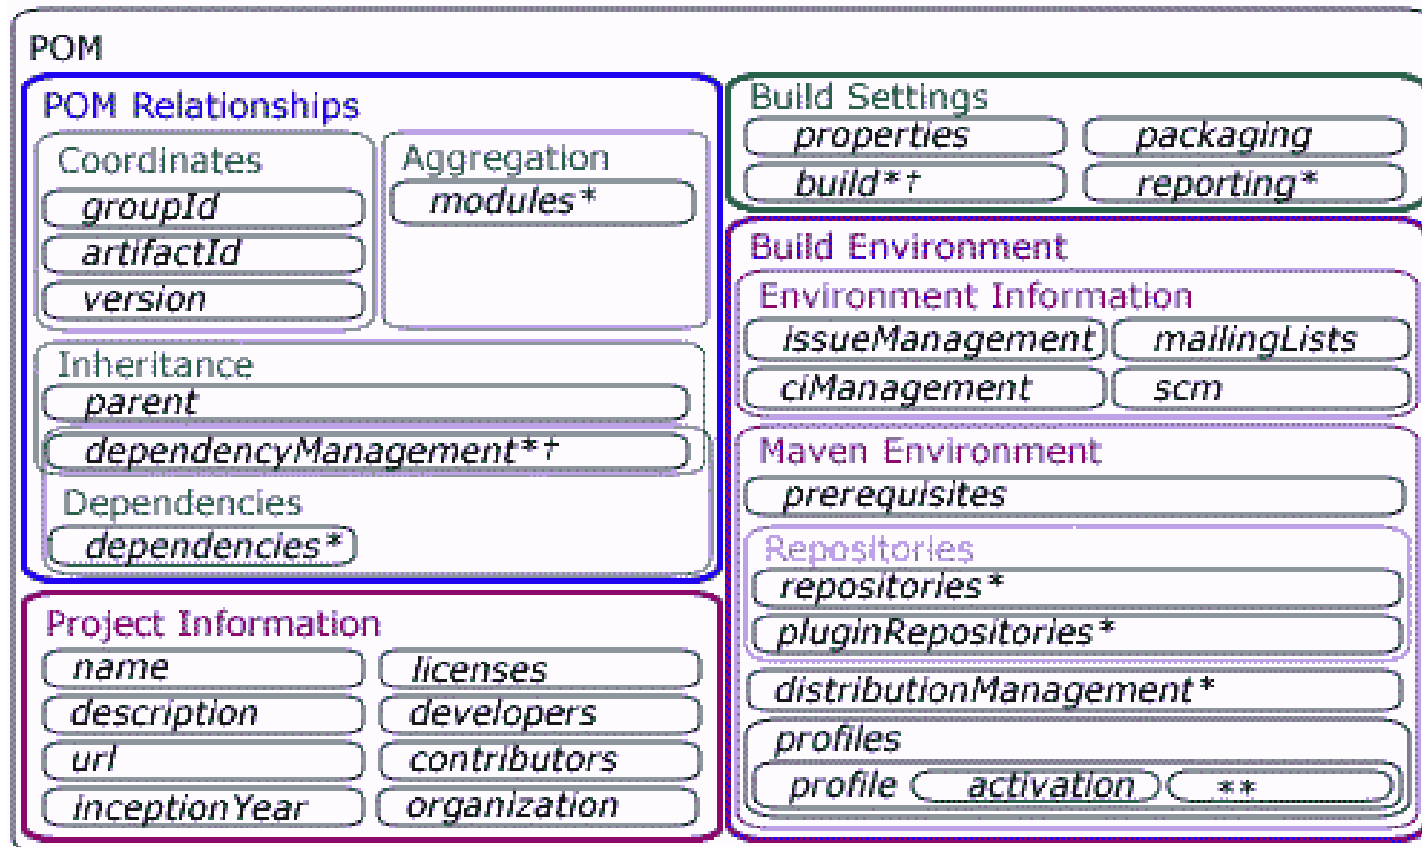 POM
POM Relationships
Coordinates
groupId
artifactId
version
Aggregation
modules*
Inheritance
parent
dependencyManagement*†
Dependencies
dependencies*
Project Information
name
licenses
description
developers
url
contributors
inceptionYear
organization
Build Settings
properties
packaging
build*†
reporting*
Build Environment
Environment Information
issueManagement
mailingLists
ciManagement
scm
Maven Environment
prerequisites
Repositories
repositories*
pluginRepositories*
distributionManagement*
profiles
profile activation **